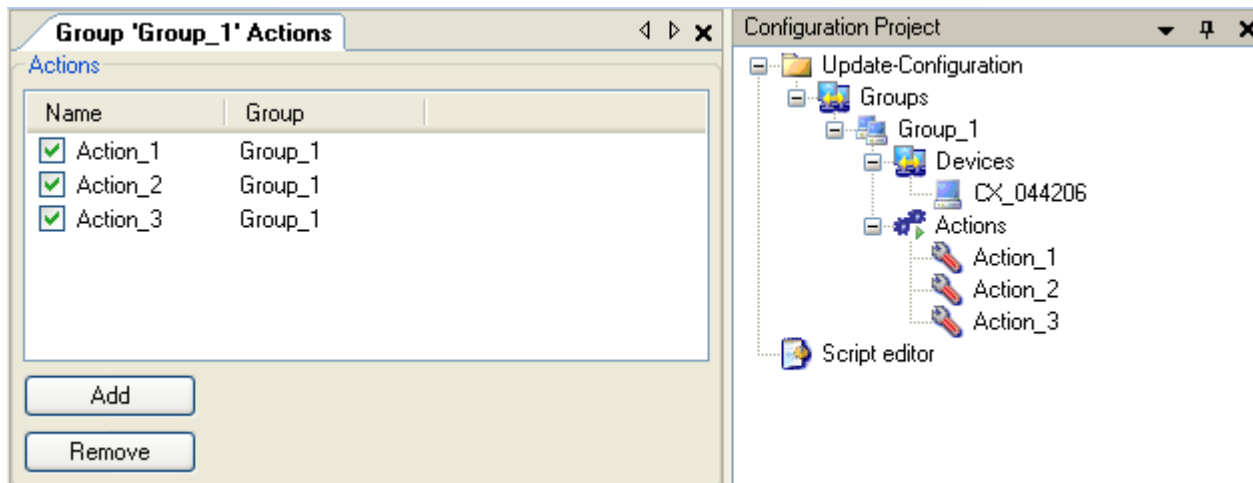 Group 'Group_1' Actions
Actions
Name Group
Action_1 Group_1
Action_2 Group_1
Action_3 Group_1
Add
Remove
Configuration Project
Update-Configuration
Groups
Group_1
Devices
CX_044206
Actions
Action_1
Action_2
Action_3
Script editor